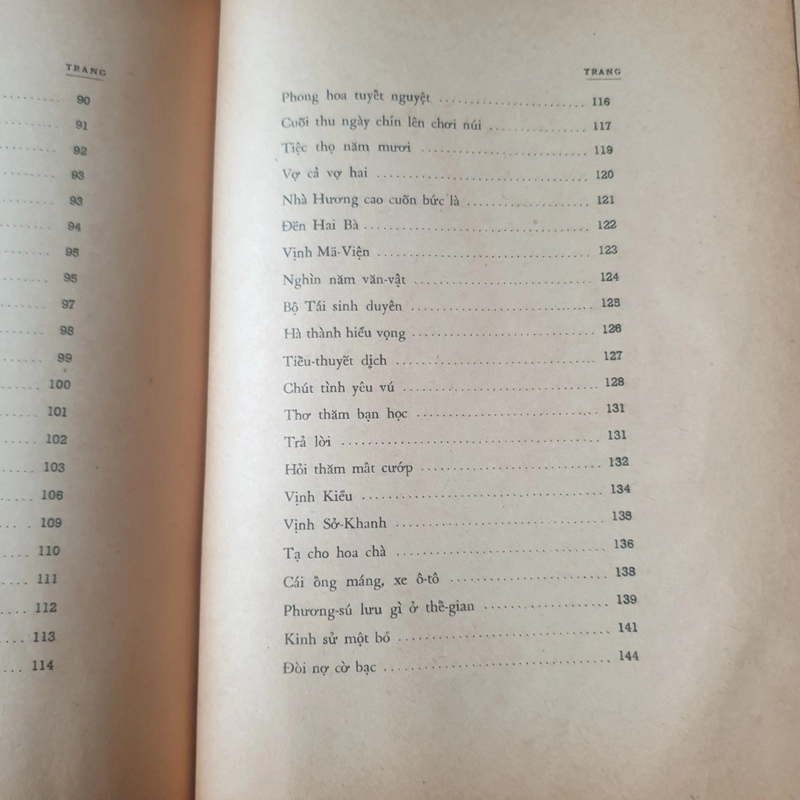 TRANG
90
91
92
93
93
94
95
95
97
98
99
100
101
102
103
106
109
110
111
112
113
114
TRANG
Phong hoa tuyết nguyệt 116
Cuối thu ngày chín lên chơi núi 117
Tiệc thọ năm mươi 119
Vợ cả vợ hai 120
Nhà Hương cao cuốn bức là 121
Đền Hai Bà 122
Vịnh Mã-Viện 123
Nghìn năm văn-vật 124
Bộ Tái sinh duyên 125
Hà thành hiểu vọng 126
Tiểu-thuyết dịch 127
Chút tình yêu vú 128
Thơ thăm bạn học 131
Trả lời 131
Hỏi thăm mất cướp 132
Vịnh Kiều 134
Vịnh Sở-Khanh 135
Tạ cho hoa chà 136
Cái ống máng, xe ô-tô 138
Phương-sú lưu gì ở thế-gian 139
Kinh sử một bồ 141
Đòi nợ cờ bạc 144